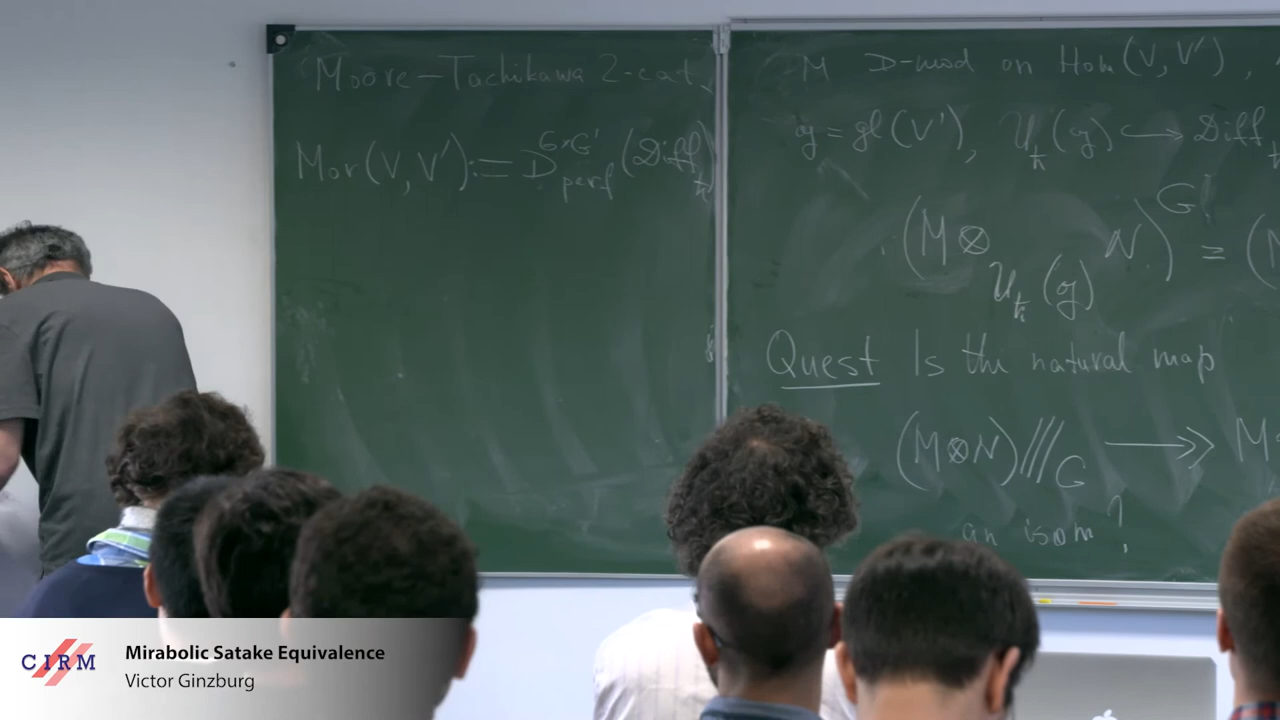 Moore-Tachikawa 2-cat,
Mor(V,V') := D^{G×G'}_{perf}(Diff_ħ
M D-mod on Hom(V,V'),
𝔤 = gl(V'), U_ħ(𝔤) ↪ Diff_ħ
(M ⊗_{U_ħ(𝔤)} N)^{G'} = (M
Quest Is the natural map
(M⊗N)///_G ↠ M
an isom?
CIRM
Mirabolic Satake Equivalence
Victor Ginzburg